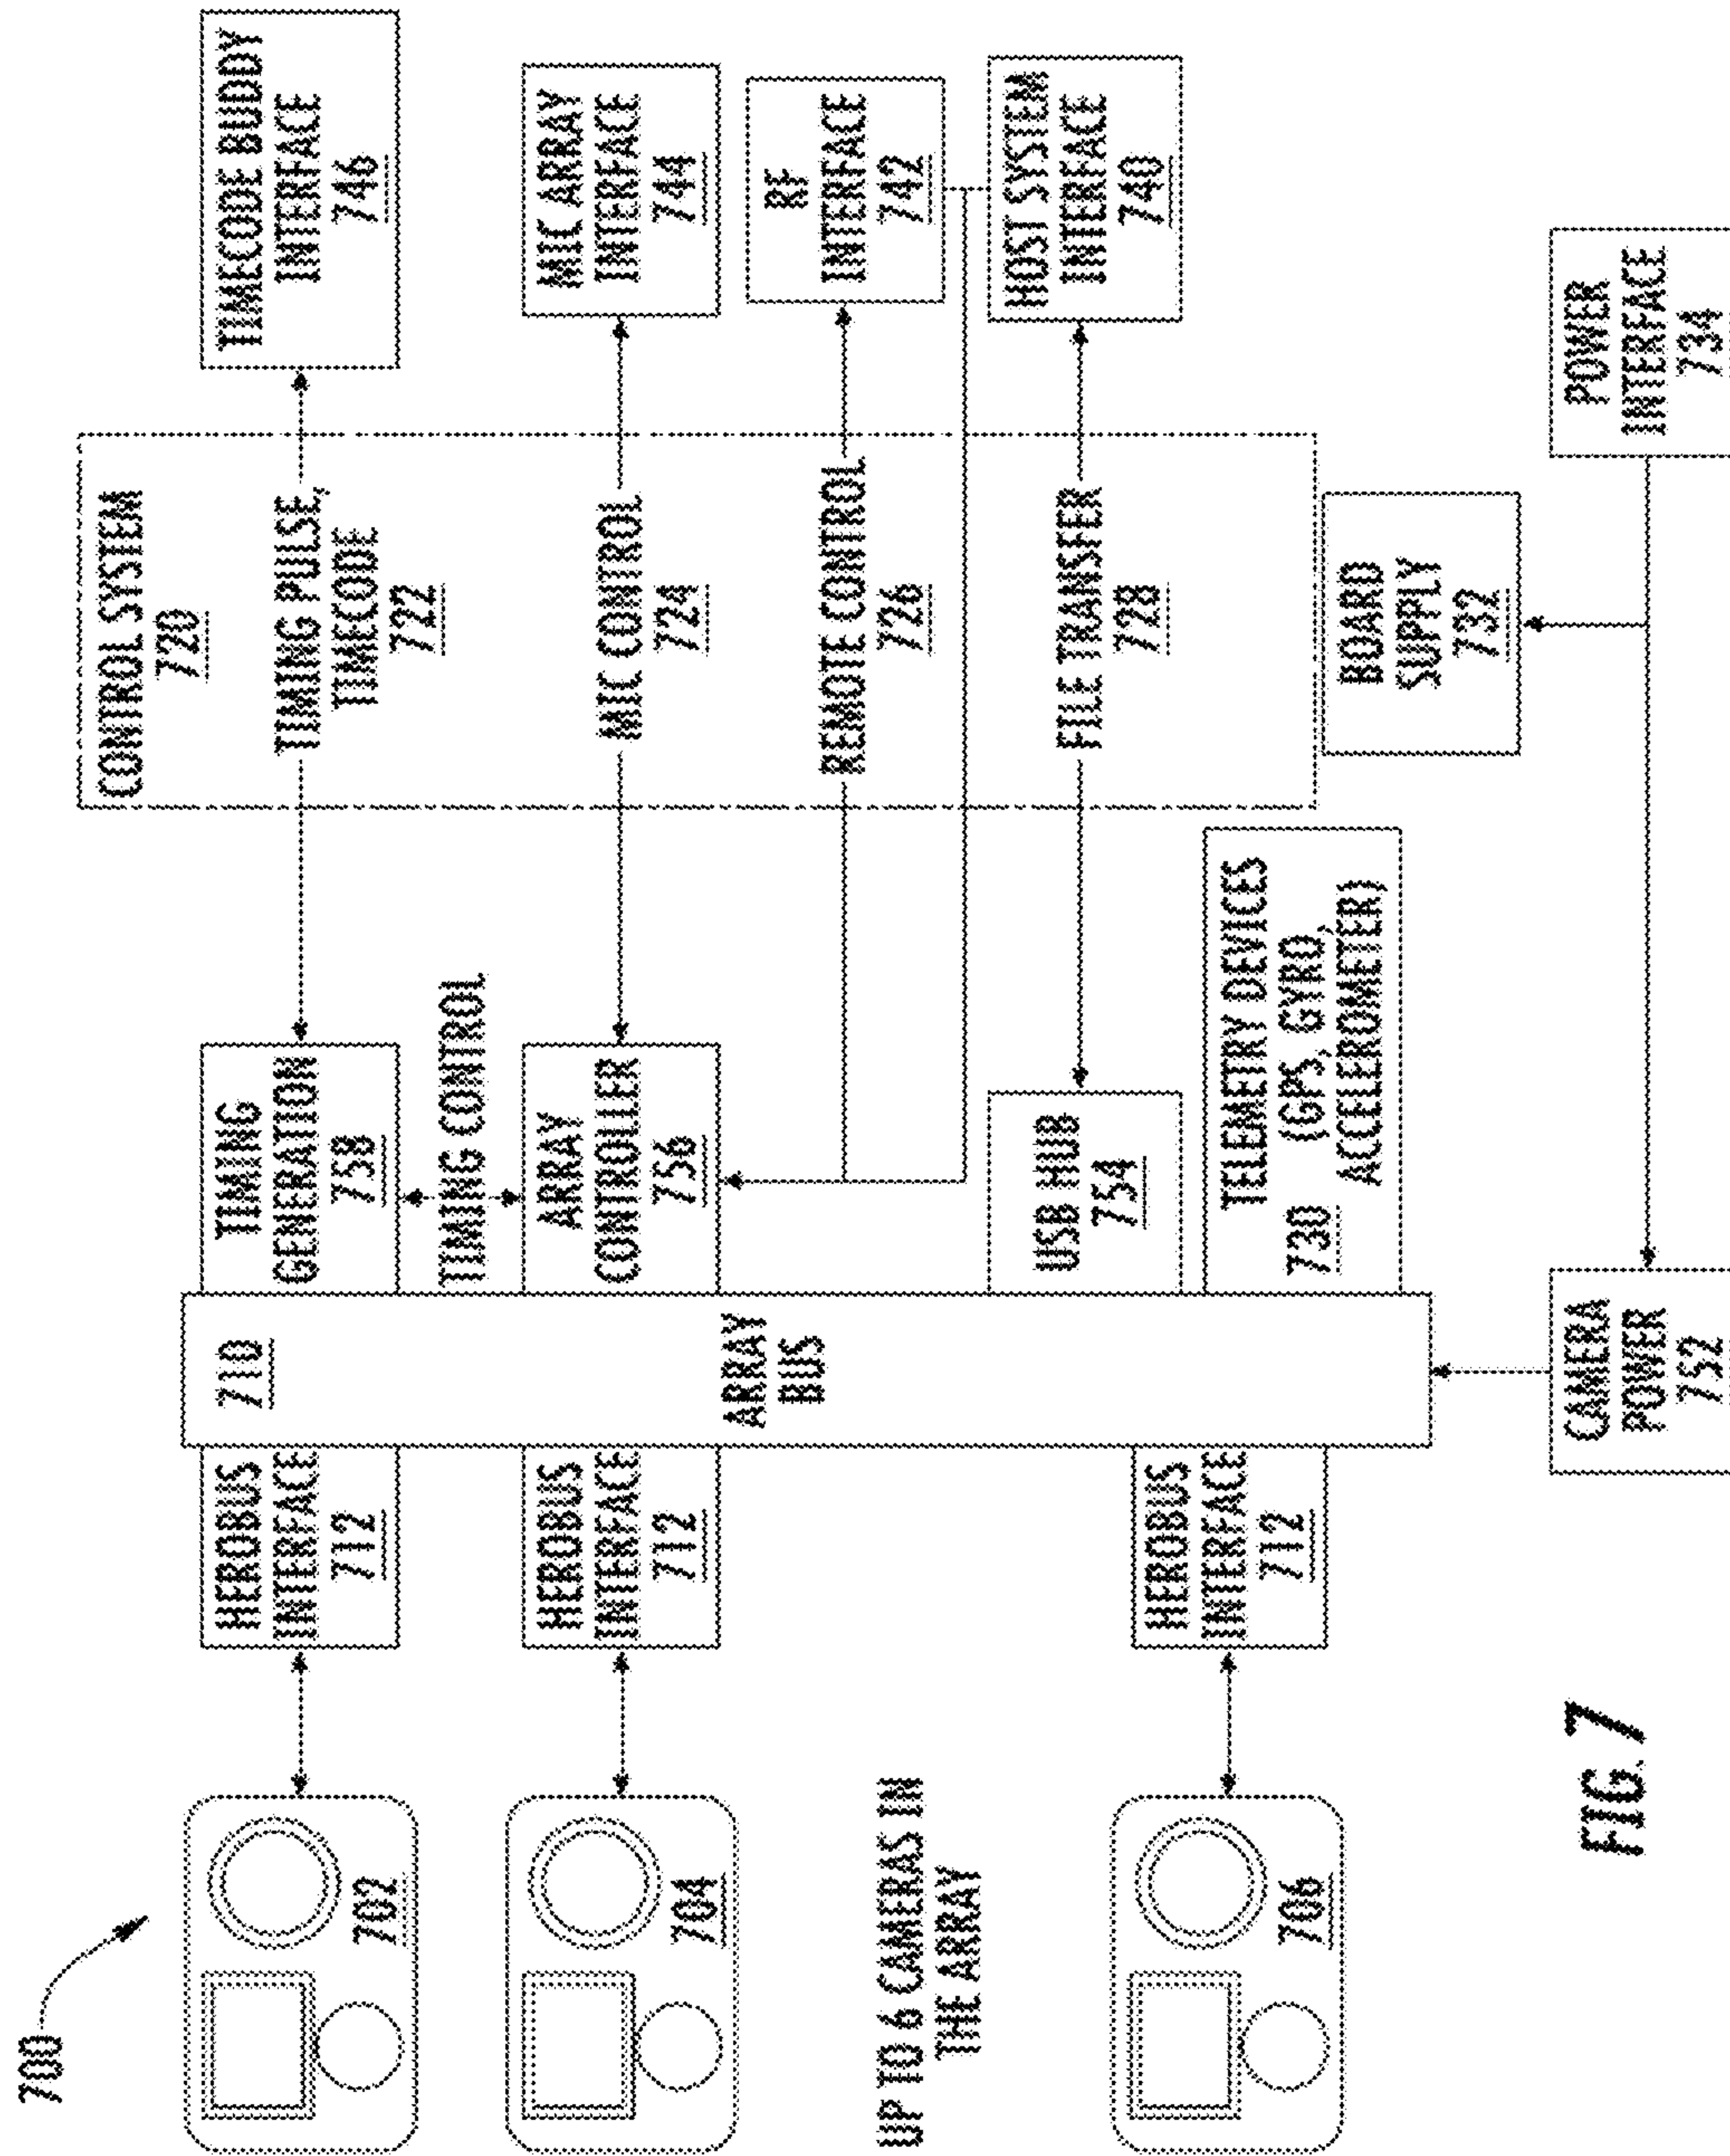 700
702
704
UP TO 6 CAMERAS IN
THE ARRAY
706
HEROBUS
INTERFACE
712
HEROBUS
INTERFACE
712
HEROBUS
INTERFACE
712
710
ARRAY
BUS
TIMING
GENERATION
758
TIMING CONTROL
ARRAY
CONTROLLER
756
USB HUB
754
TELEMETRY DEVICES
730 (GPS, GYRO,
ACCELEROMETER)
CAMERA
POWER
752
CONTROL SYSTEM
720
TIMING PULSE,
TIMECODE
722
MIC CONTROL
724
REMOTE CONTROL
726
FILE TRANSFER
728
BOARD
SUPPLY
732
TIMECODE BUDDY
INTERFACE
746
MIC ARRAY
INTERFACE
744
RF
INTERFACE
742
HOST SYSTEM
INTERFACE
740
POWER
INTERFACE
734
FIG. 7